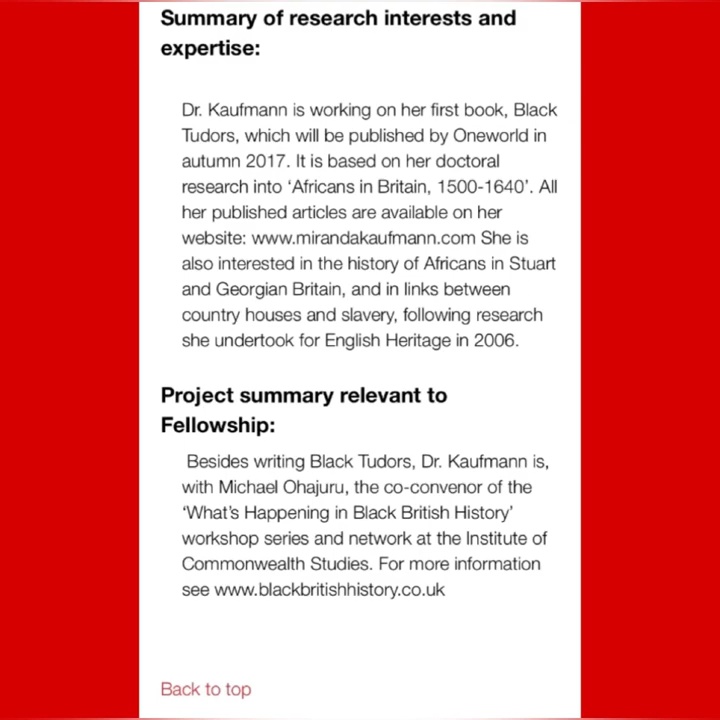 Summary of research interests and
expertise:
Dr. Kaufmann is working on her first book, Black
Tudors, which will be published by Oneworld in
autumn 2017. It is based on her doctoral
research into ‘Africans in Britain, 1500-1640’. All
her published articles are available on her
website: www.mirandakaufmann.com She is
also interested in the history of Africans in Stuart
and Georgian Britain, and in links between
country houses and slavery, following research
she undertook for English Heritage in 2006.
Project summary relevant to
Fellowship:
Besides writing Black Tudors, Dr. Kaufmann is,
with Michael Ohajuru, the co-convenor of the
‘What’s Happening in Black British History’
workshop series and network at the Institute of
Commonwealth Studies. For more information
see www.blackbritishhistory.co.uk
Back to top